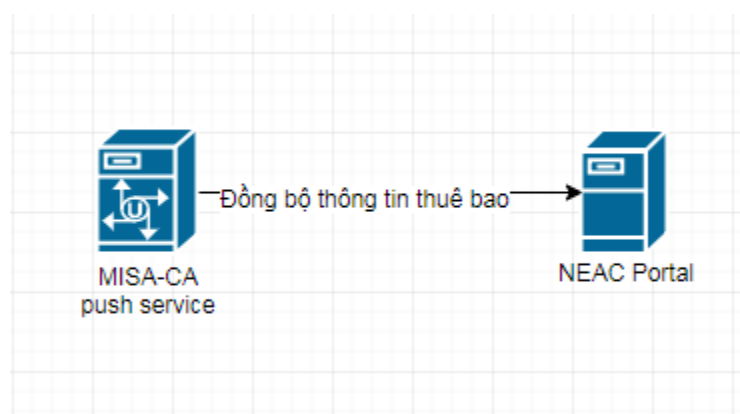 Đồng bộ thông tin thuê bao
MISA-CA
push service
NEAC Portal